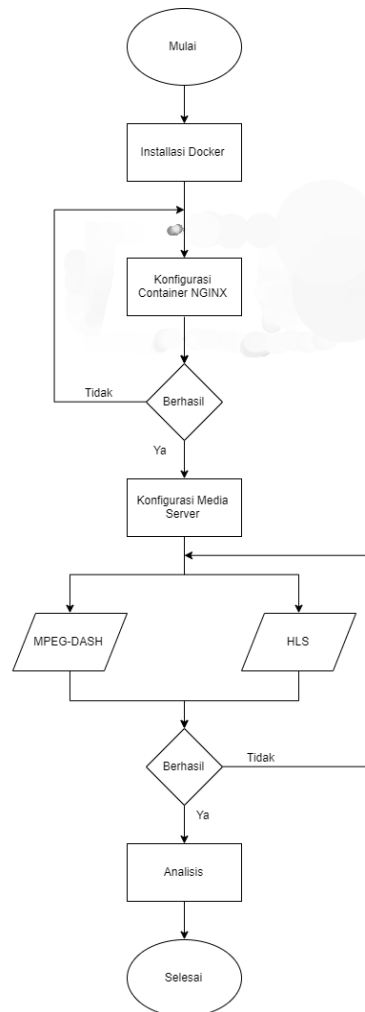 Mulai
Installasi Docker
Konfigurasi
Container NGINX
Tidak
Berhasil
Ya
Konfigurasi Media
Server
MPEG-DASH
HLS
Berhasil
Tidak
Ya
Analisis
Selesai